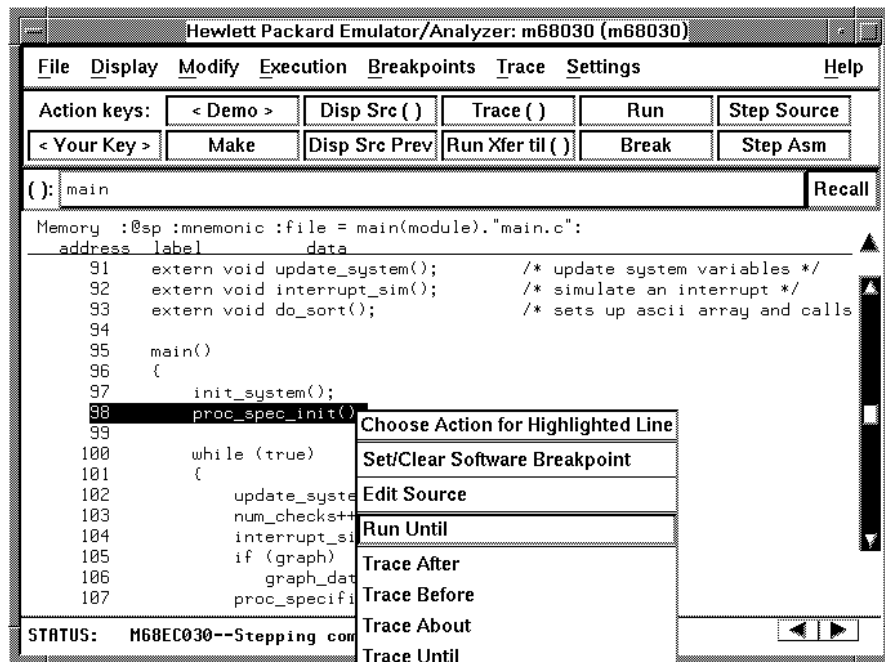 Hewlett Packard Emulator/Analyzer: m68030 (m68030)
File Display Modify Execution Breakpoints Trace Settings Help
Action keys: < Demo > Disp Src ( ) Trace ( ) Run Step Source
< Your Key > Make Disp Src Prev Run Xfer til ( ) Break Step Asm
( ): main Recall
Memory :@sp :mnemonic :file = main(module)."main.c":
address label data
91 extern void update_system(); /* update system variables */
92 extern void interrupt_sim(); /* simulate an interrupt */
93 extern void do_sort(); /* sets up ascii array and calls
94
95 main()
96 {
97 init_system();
98 proc_spec_init()
99
100 while (true)
101 {
102 update_syste
103 num_checks++
104 interrupt_si
105 if (graph)
106 graph_dat
107 proc_specifi
Choose Action for Highlighted Line
Set/Clear Software Breakpoint
Edit Source
Run Until
Trace After
Trace Before
Trace About
Trace Until
STATUS: M68EC030--Stepping com